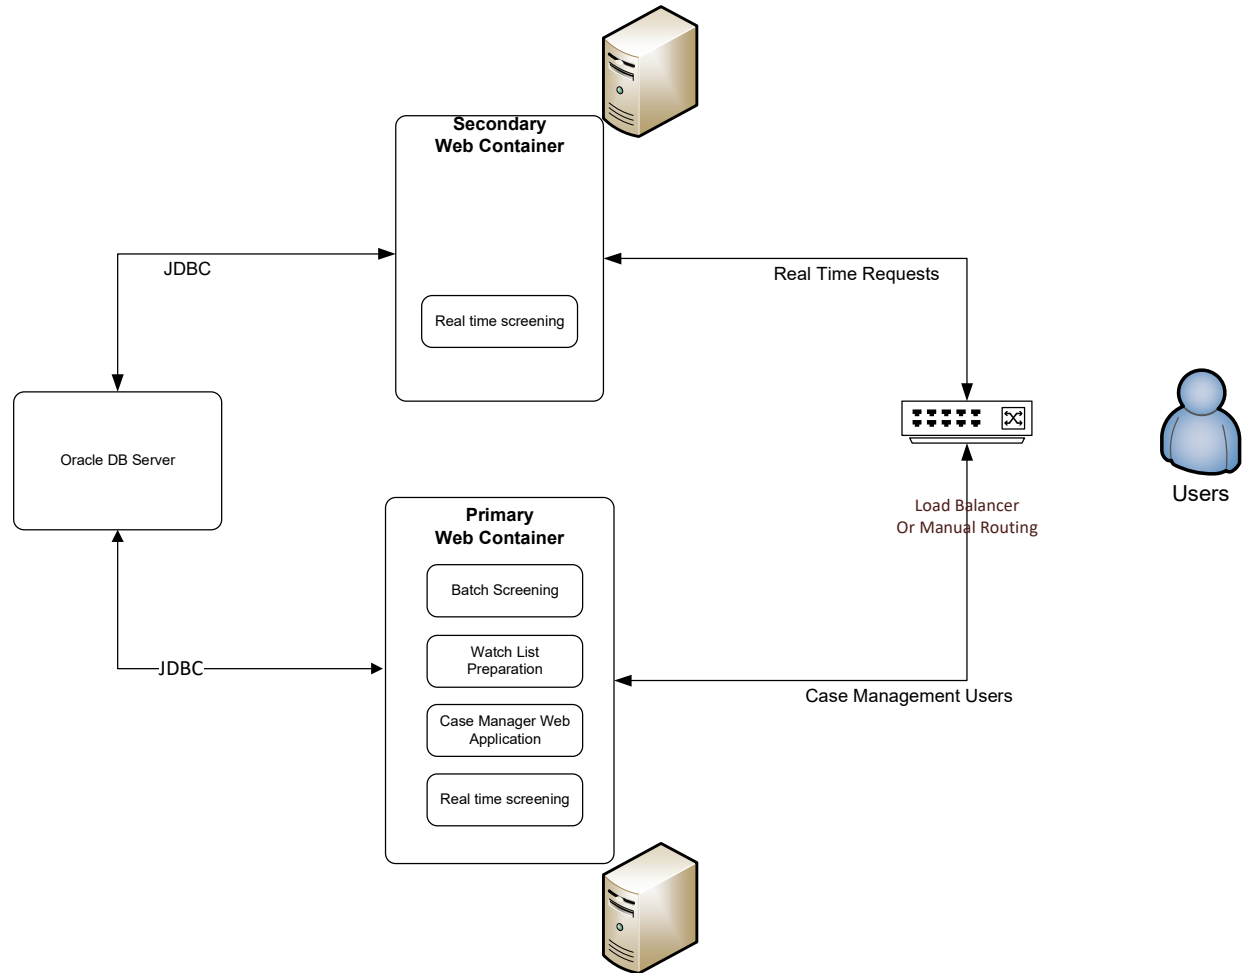 Secondary
Web Container
JDBC
Real Time Requests
Real time screening
Oracle DB Server
Users
Load Balancer
Or Manual Routing
Primary
Web Container
Batch Screening
Watch List
Preparation
JDBC
Case Management Users
Case Manager Web
Application
Real time screening